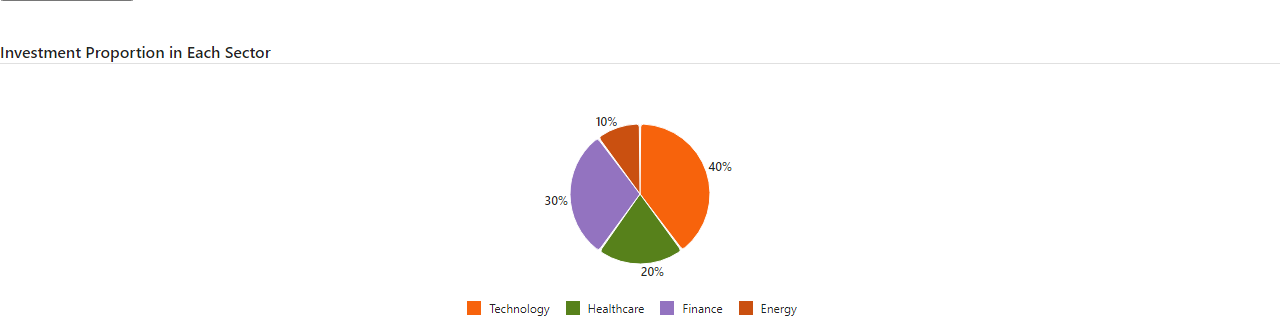 Investment Proportion in Each Sector
10%
40%
30%
20%
Technology Healthcare Finance Energy